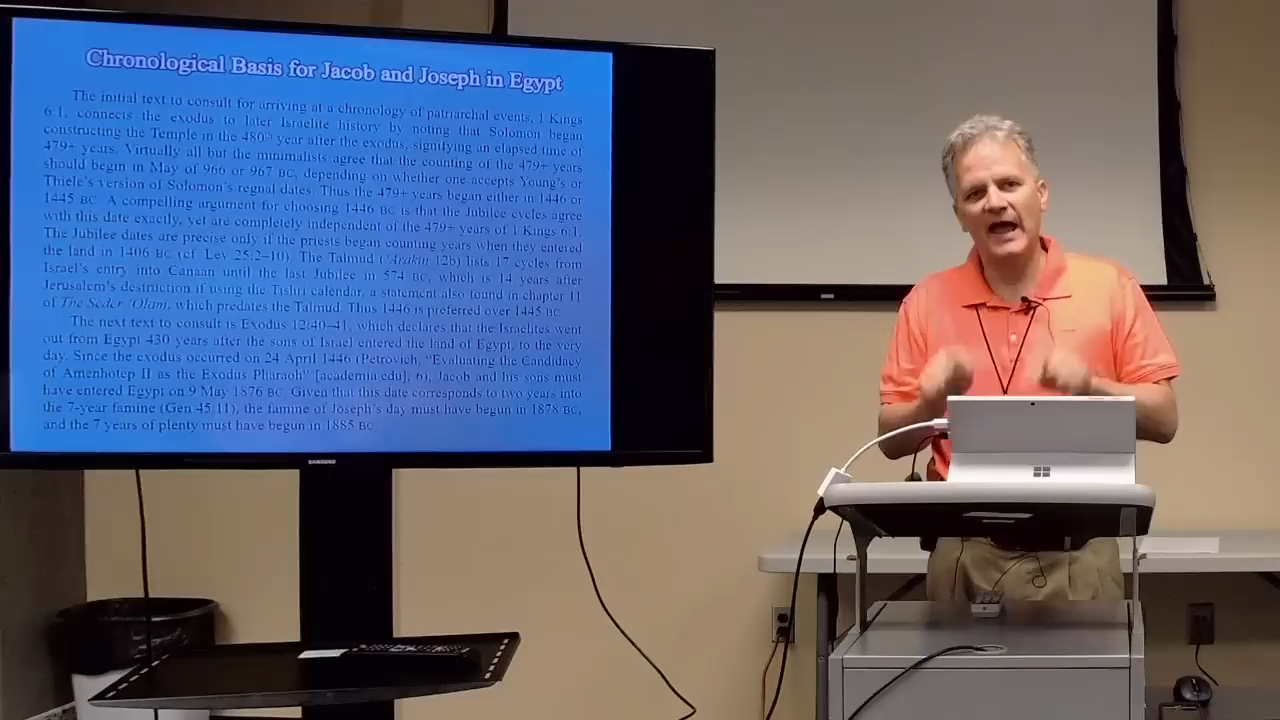 Chronological Basis for Jacob and Joseph in Egypt
The initial text to consult for arriving at a chronology of patriarchal events, 1 Kings
6:1, connects the exodus to later Israelite history by noting that Solomon began
constructing the Temple in the 480th year after the exodus, signifying an elapsed time of
479+ years. Virtually all but the minimalists agree that the counting of the 479+ years
should begin in May of 966 or 967 BC, depending on whether one accepts Young's or
Thiele's version of Solomon's regnal dates. Thus the 479+ years began either in 1446 or
1445 BC. A compelling argument for choosing 1446 BC is that the Jubilee cycles agree
with this date exactly, yet are completely independent of the 479+ years of 1 Kings 6:1.
The Jubilee dates are precise only if the priests began counting years when they entered
the land in 1406 BC (cf. Lev 25:2–10). The Talmud ('Arakin 12b) lists 17 cycles from
Israel's entry into Canaan until the last Jubilee in 574 BC, which is 14 years after
Jerusalem's destruction if using the Tishri calendar, a statement also found in chapter 11
of The Seder 'Olam, which predates the Talmud. Thus 1446 is preferred over 1445 BC.
The next text to consult is Exodus 12:40–41, which declares that the Israelites went
out from Egypt 430 years after the sons of Israel entered the land of Egypt, to the very
day. Since the exodus occurred on 24 April 1446 (Petrovich, "Evaluating the Candidacy
of Amenhotep II as the Exodus Pharaoh" [academia.edu], 6), Jacob and his sons must
have entered Egypt on 9 May 1876 BC. Given that this date corresponds to two years into
the 7-year famine (Gen 45:11), the famine of Joseph's day must have begun in 1878 BC,
and the 7 years of plenty must have begun in 1885 BC.
SAMSUNG